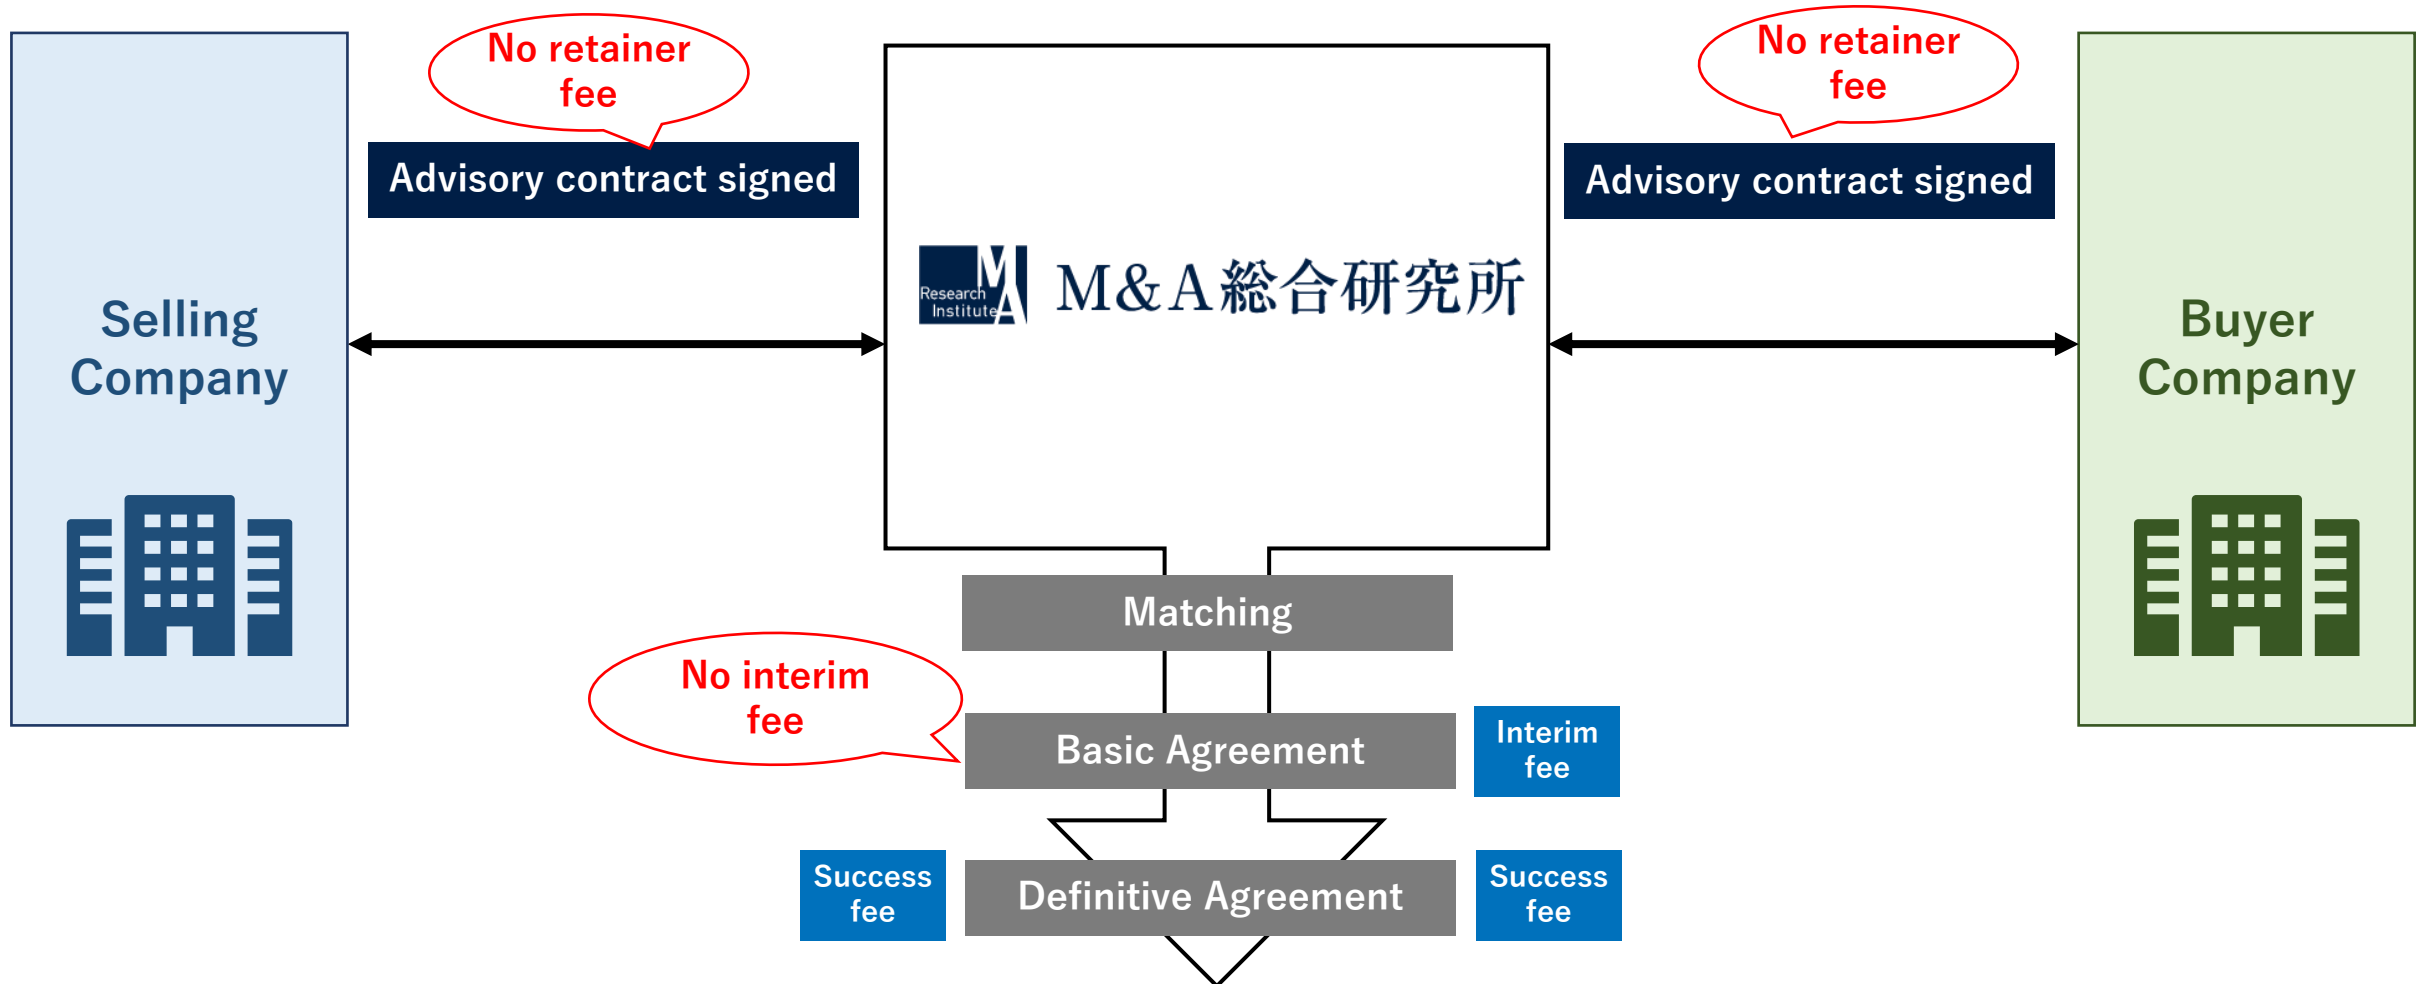 No retainer
fee
No retainer
fee
Advisory contract signed
Advisory contract signed
Selling
Company
MA
Research
Institute
M&A総合研究所
Buyer
Company
Matching
No interim
fee
Basic Agreement
Interim
fee
Success
fee
Definitive Agreement
Success
fee